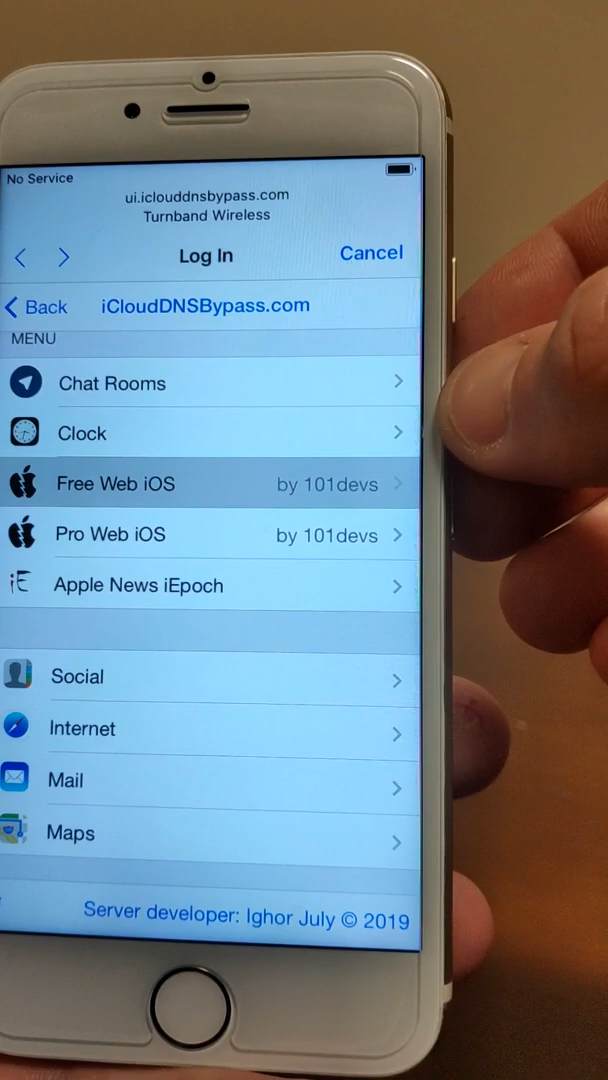 No Service
ui.iclouddnsbypass.com
Turnband Wireless
Log In Cancel
Back iCloudDNSBypass.com
MENU
Chat Rooms
Clock
Free Web iOS by 101devs
Pro Web iOS by 101devs
iE Apple News iEpoch
Social
Internet
Mail
Maps
Server developer: Ighor July © 2019